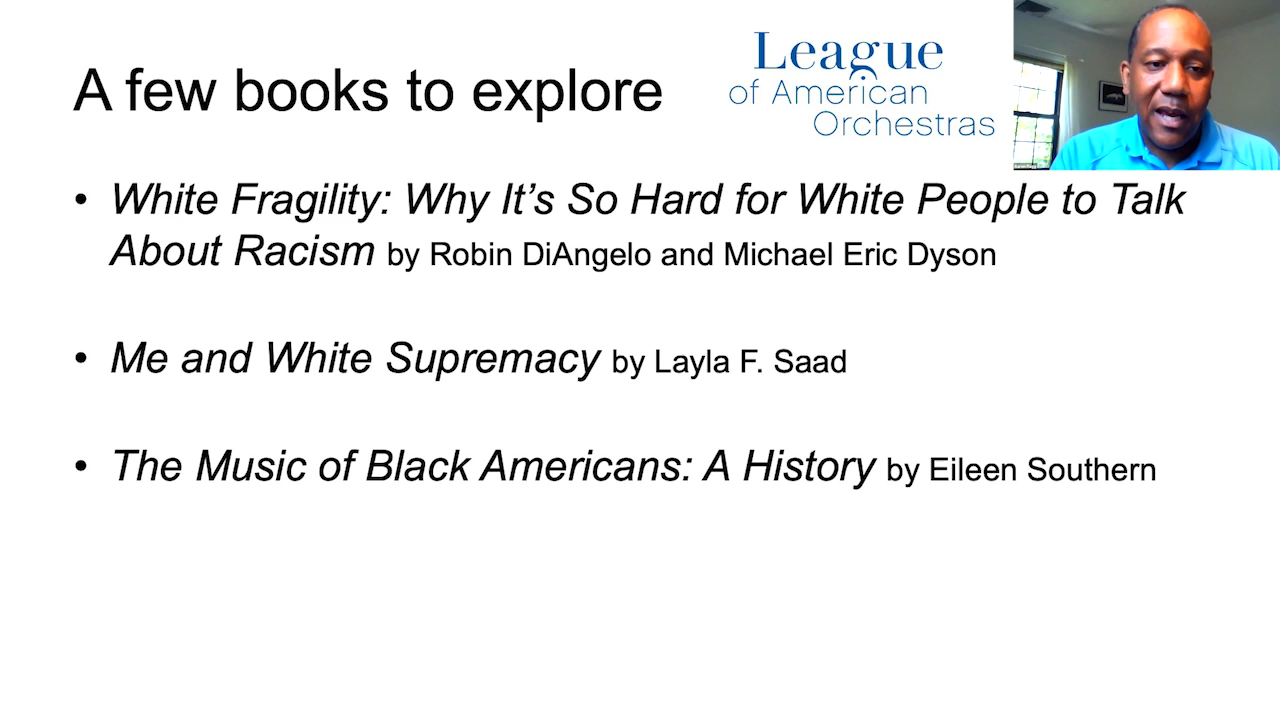 A few books to explore
League
of American
Orchestras
• White Fragility: Why It’s So Hard for White People to Talk
About Racism by Robin DiAngelo and Michael Eric Dyson
• Me and White Supremacy by Layla F. Saad
• The Music of Black Americans: A History by Eileen Southern